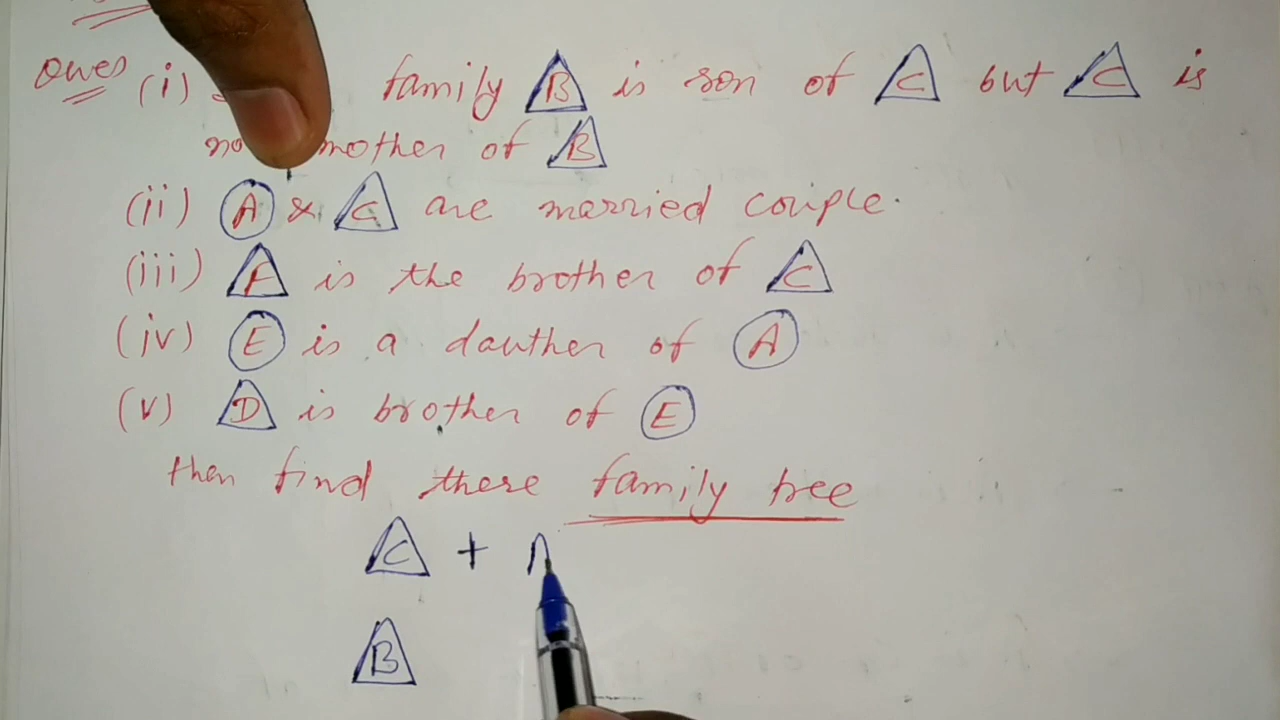 Ques (i) family B is son of C but C is
mother of B
(ii) A & C are married couple.
(iii) F is the brother of C
(iv) E is a dauther of A
(v) D is brother of E
then find there family tree
C +
B